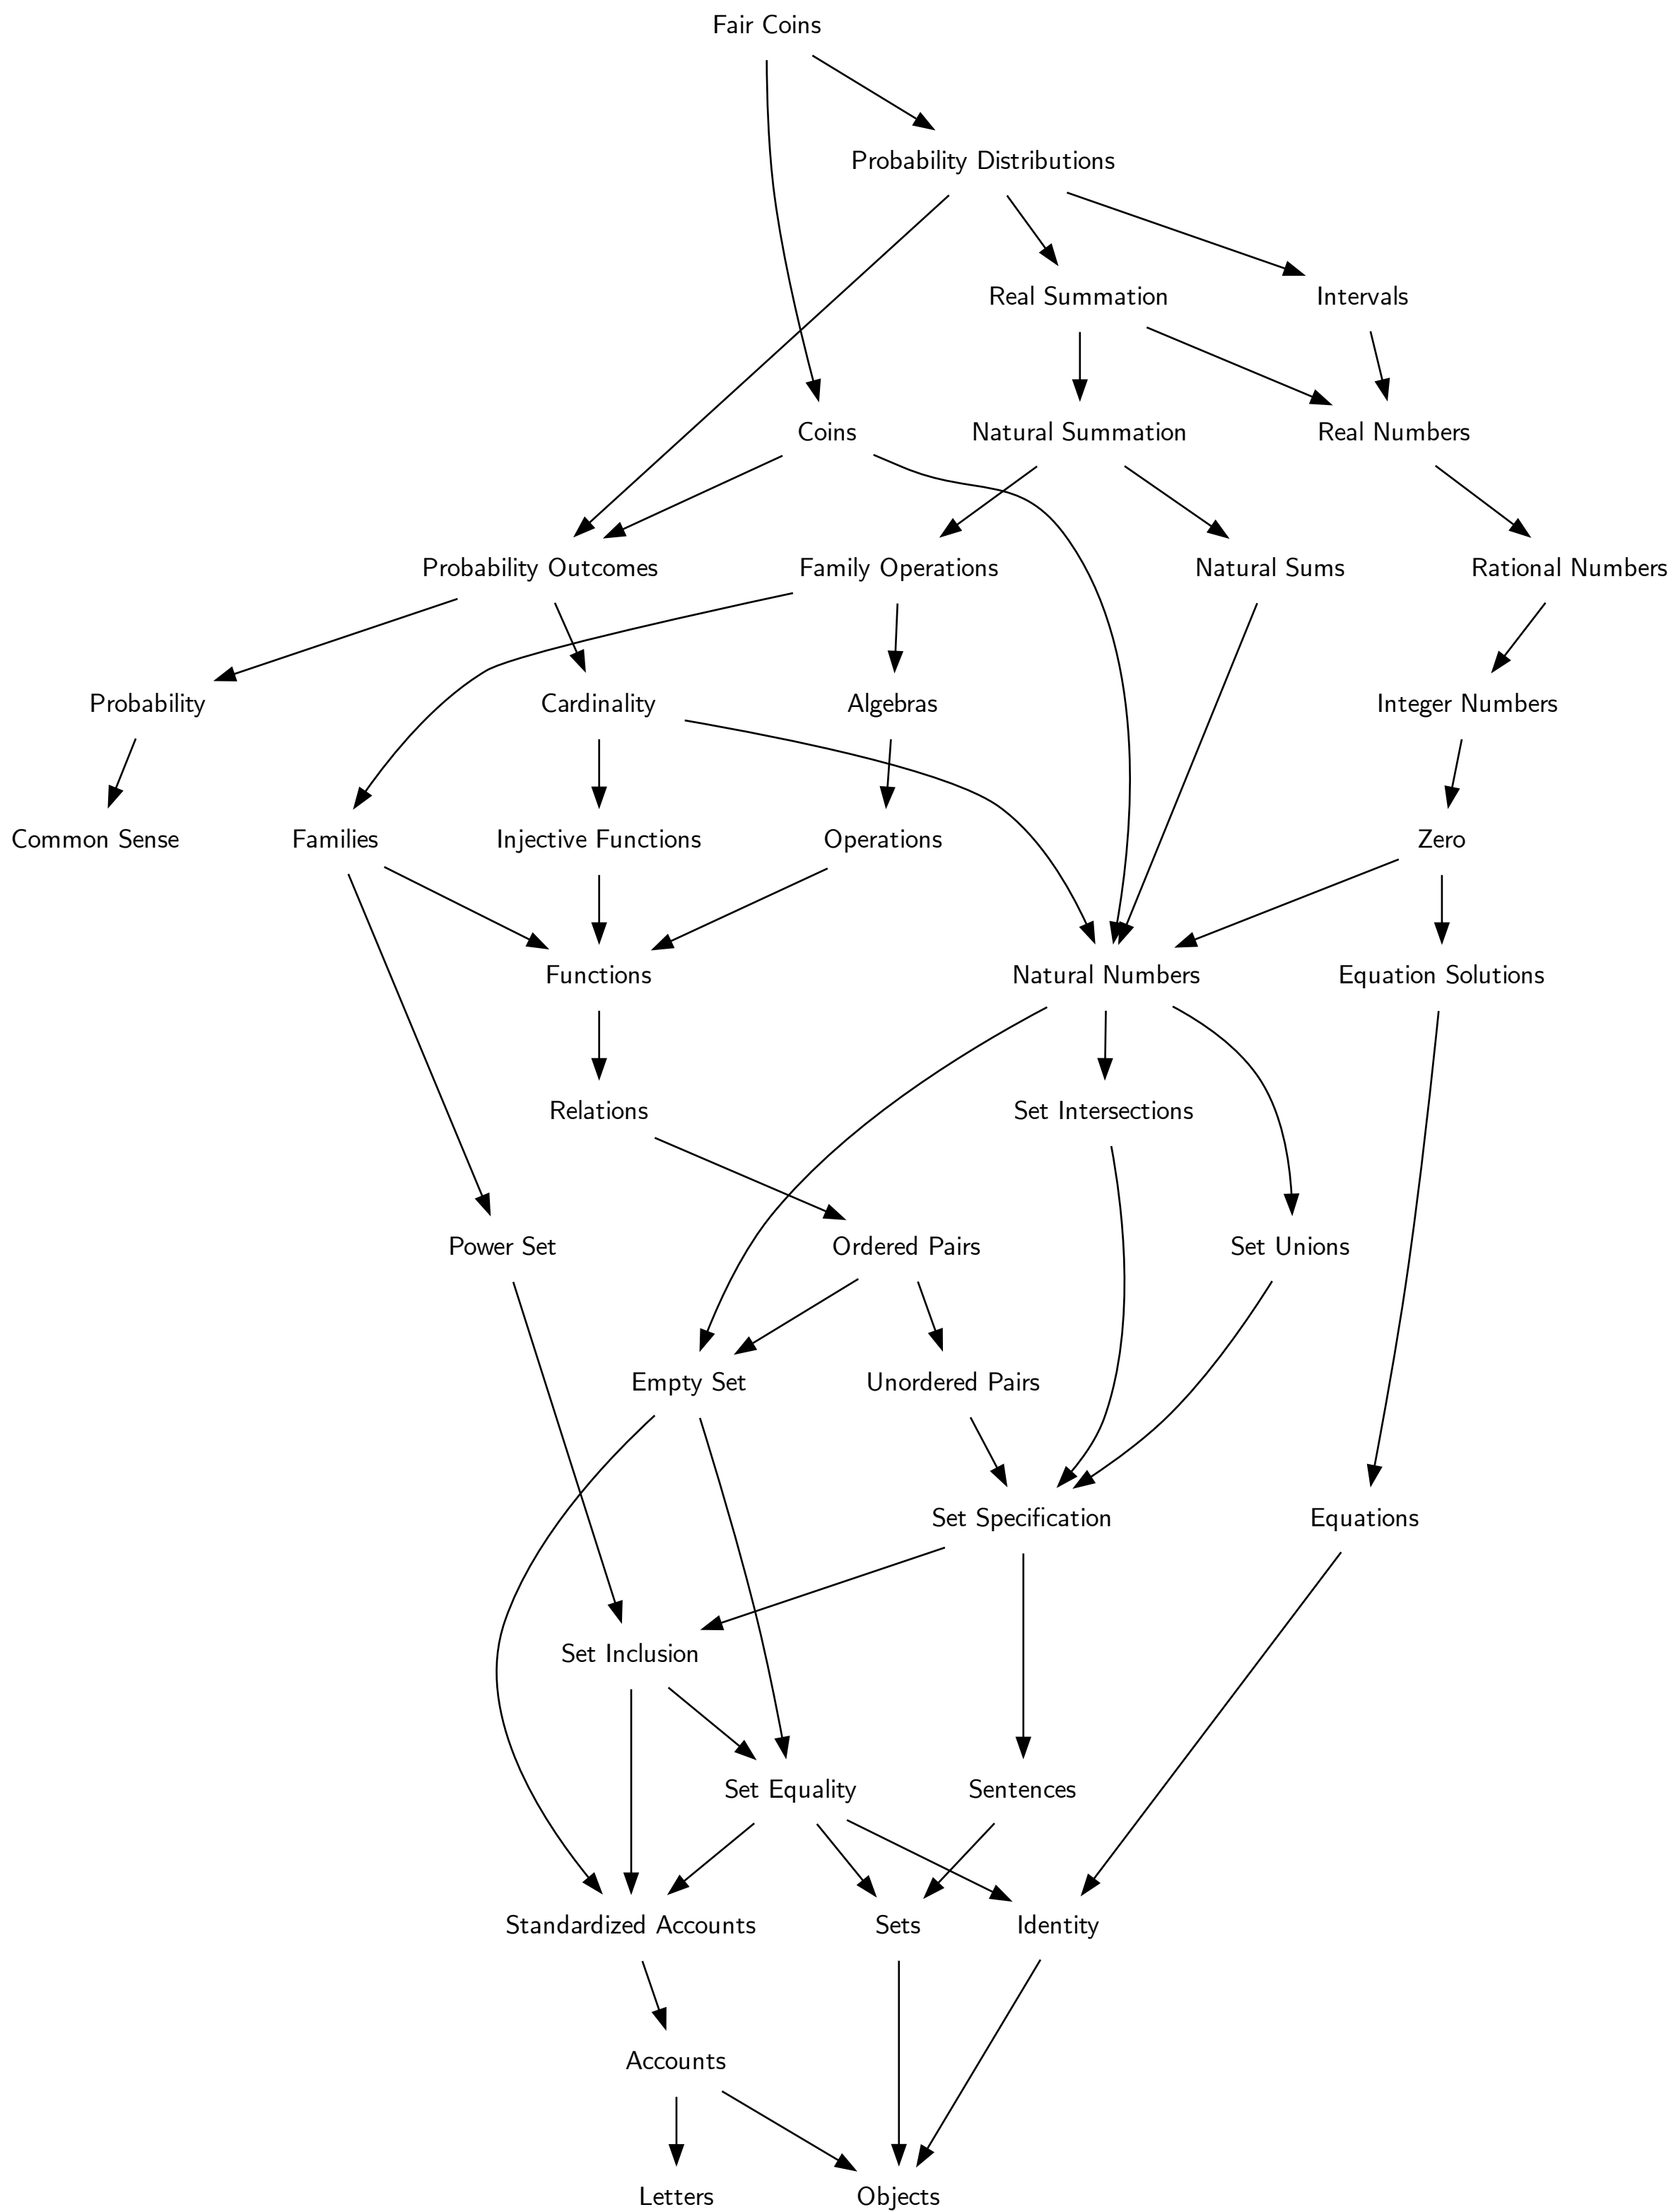 Fair Coins
Probability Distributions
Real Summation
Intervals
Coins
Natural Summation
Real Numbers
Probability Outcomes
Family Operations
Natural Sums
Rational Numbers
Probability
Cardinality
Algebras
Integer Numbers
Common Sense
Families
Injective Functions
Operations
Zero
Functions
Natural Numbers
Equation Solutions
Relations
Set Intersections
Power Set
Ordered Pairs
Set Unions
Empty Set
Unordered Pairs
Set Specification
Equations
Set Inclusion
Set Equality
Sentences
Standardized Accounts
Sets
Identity
Accounts
Letters
Objects